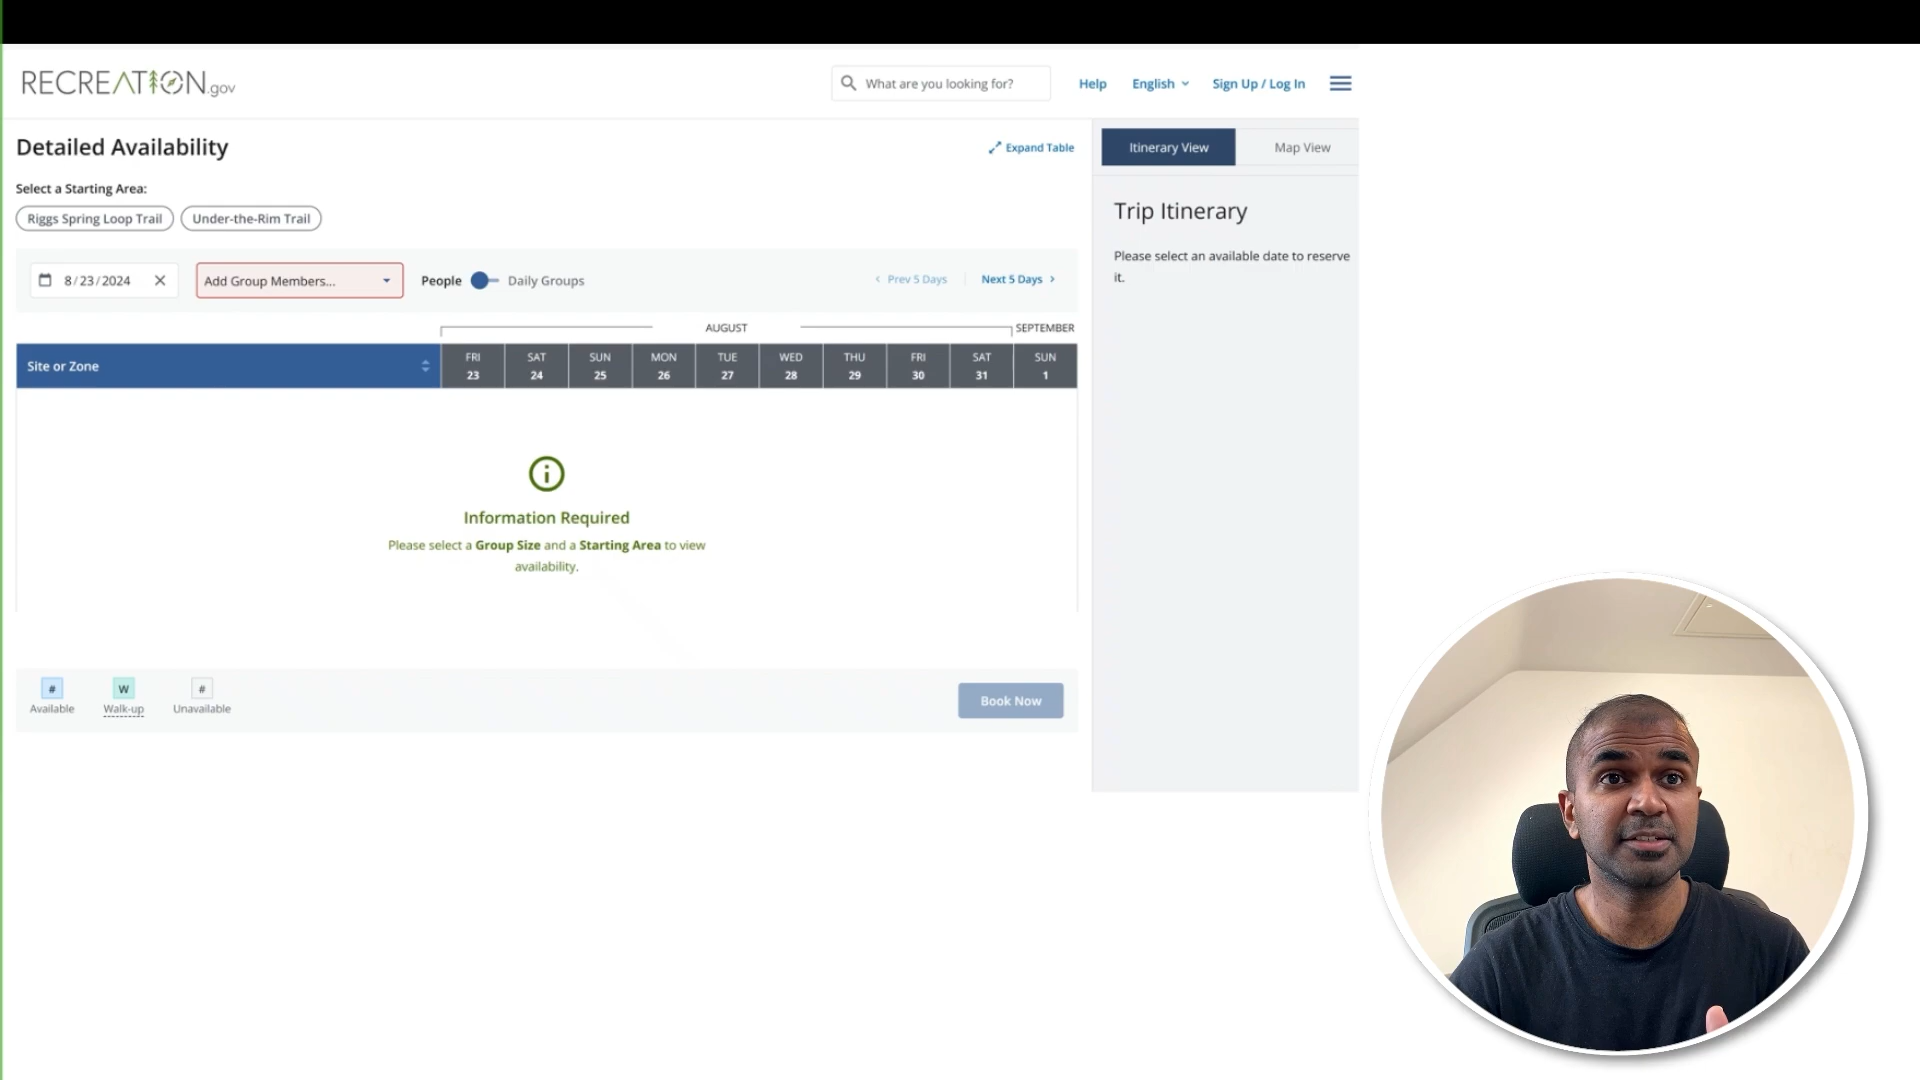 RECREATION.gov
What are you looking for?
Help
English
Sign Up / Log In
Detailed Availability
Expand Table
Select a Starting Area:
Riggs Spring Loop Trail
Under-the-Rim Trail
8/23/2024
Add Group Members...
People
Daily Groups
Prev 5 Days
Next 5 Days
AUGUST
SEPTEMBER
Site or Zone
FRI
23
SAT
24
SUN
25
MON
26
TUE
27
WED
28
THU
29
FRI
30
SAT
31
SUN
1
Information Required
Please select a Group Size and a Starting Area to view
availability.
#
Available
W
Walk-up
#
Unavailable
Book Now
Itinerary View
Map View
Trip Itinerary
Please select an available date to reserve
it.